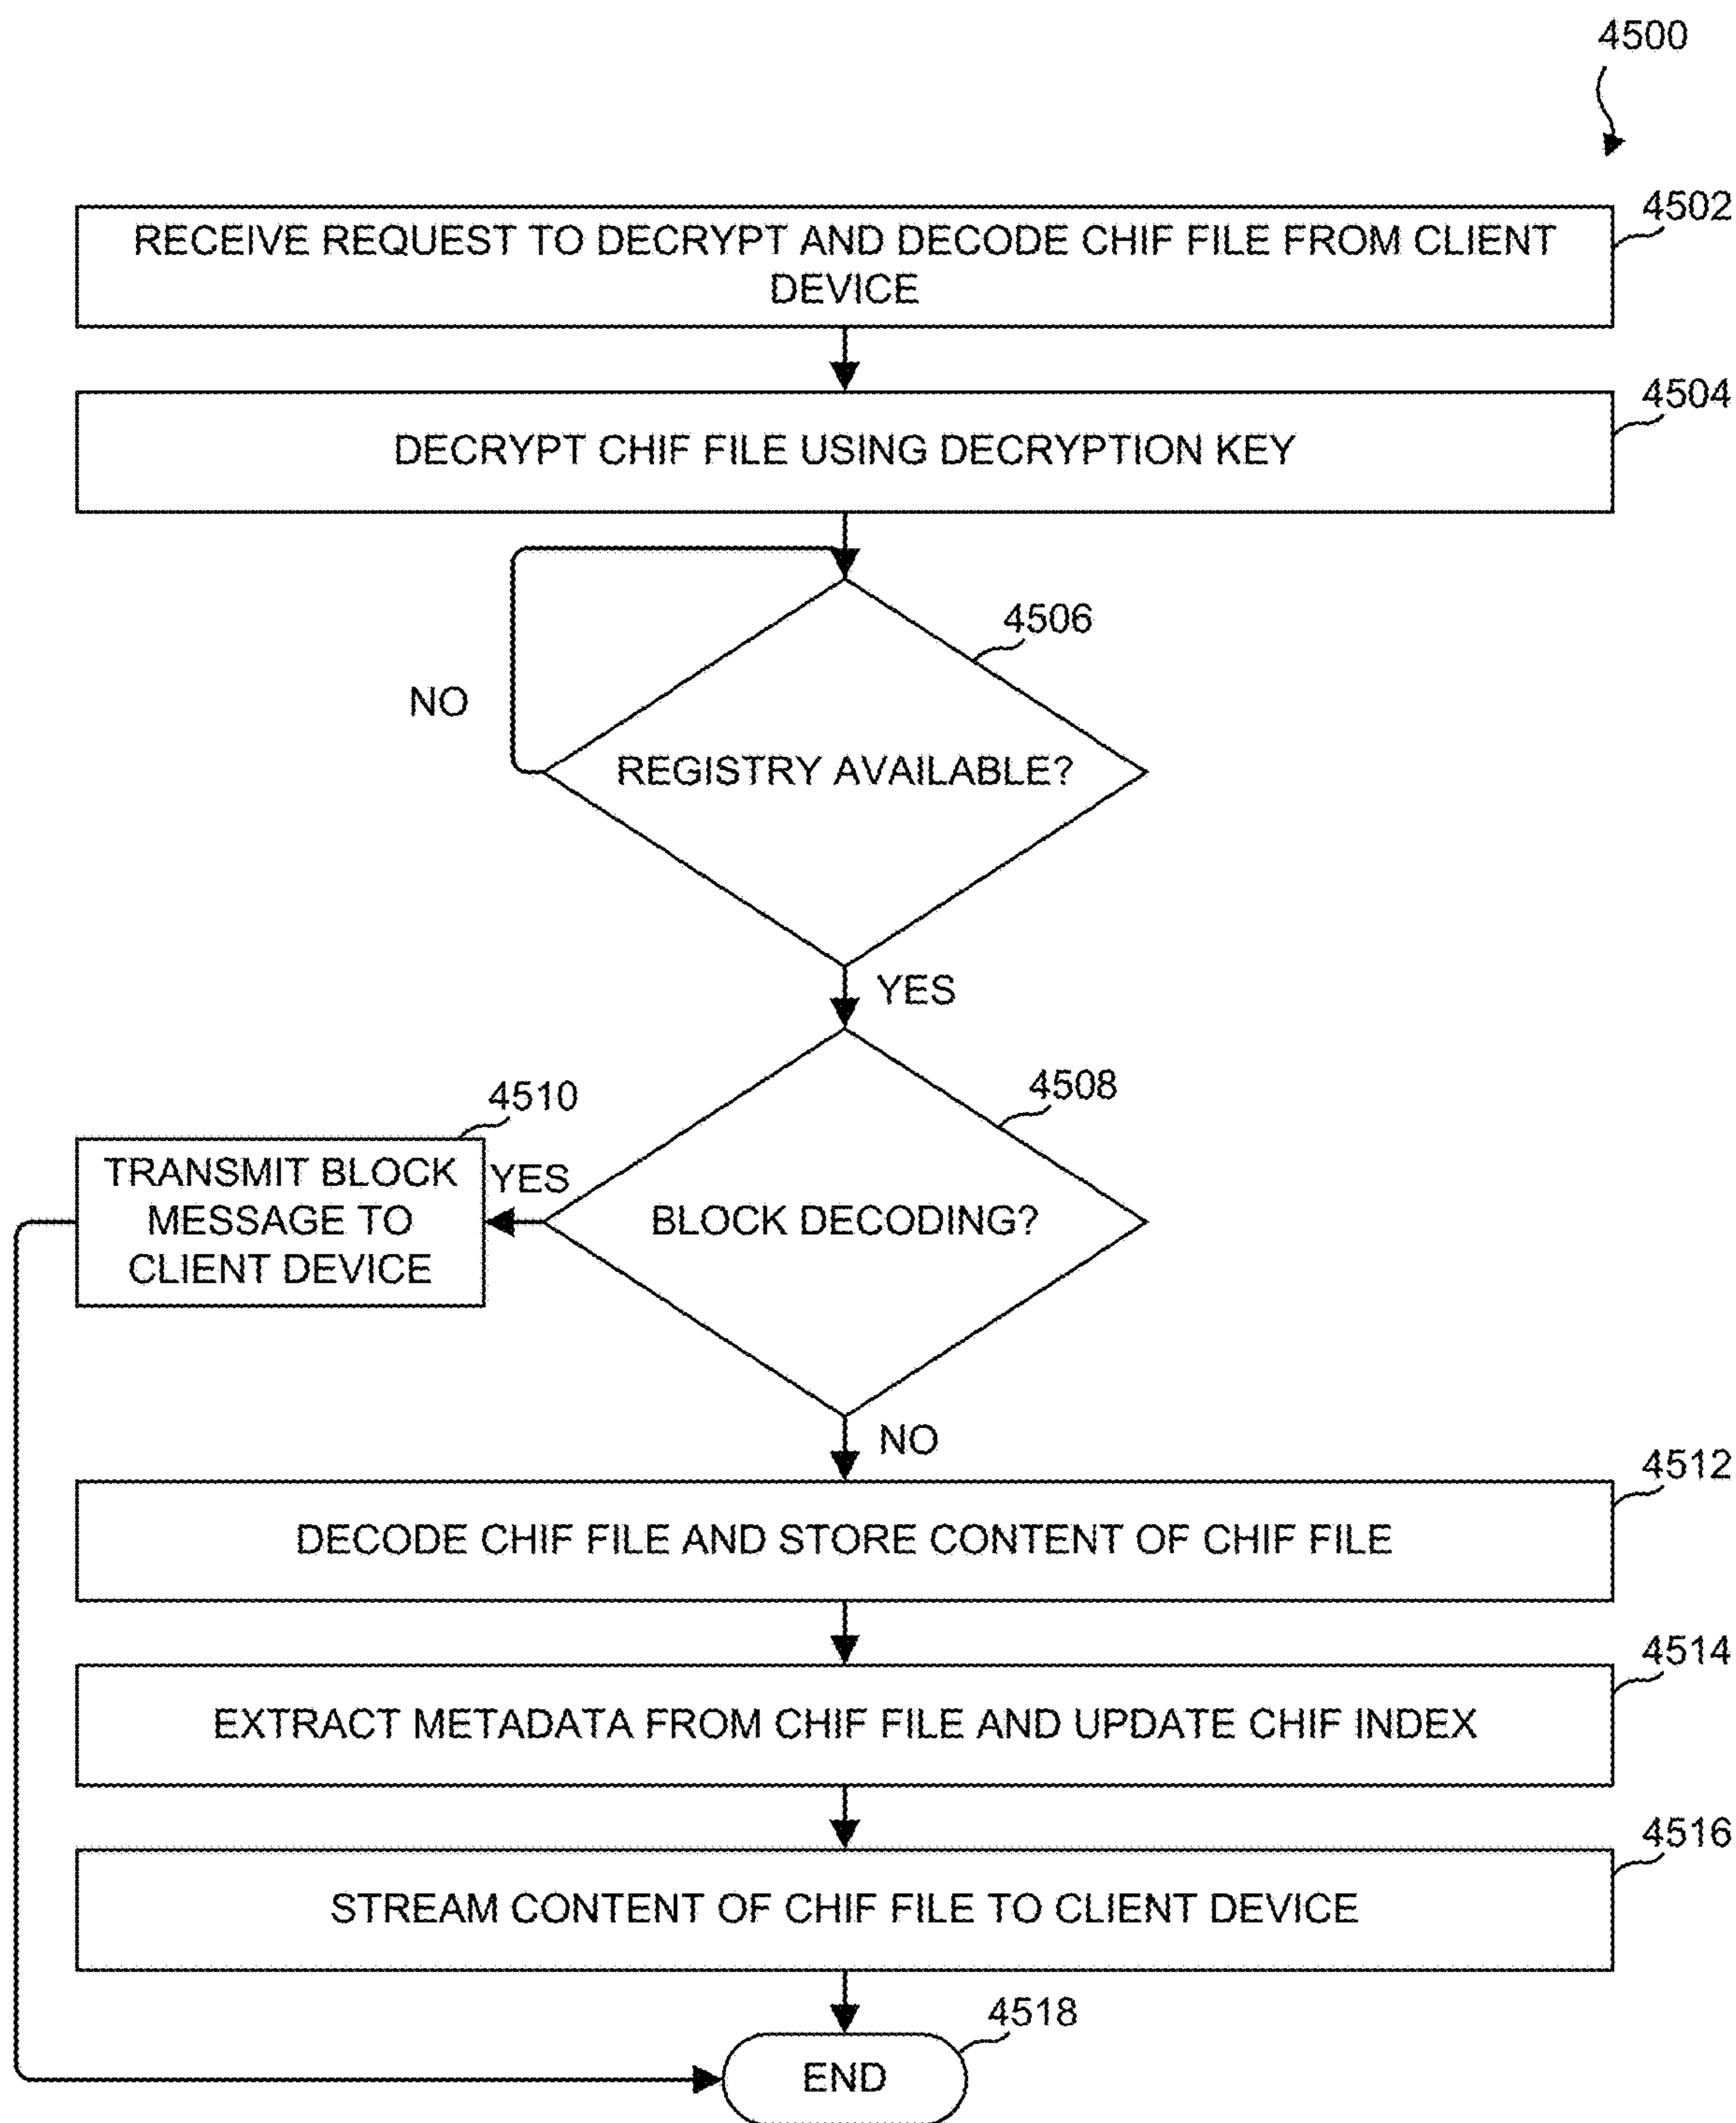 4500
4502
RECEIVE REQUEST TO DECRYPT AND DECODE CHIF FILE FROM CLIENT
DEVICE
4504
DECRYPT CHIF FILE USING DECRYPTION KEY
4506
NO
REGISTRY AVAILABLE?
YES
4508
4510
TRANSMIT BLOCK
MESSAGE TO
CLIENT DEVICE
YES
BLOCK DECODING?
NO
4512
DECODE CHIF FILE AND STORE CONTENT OF CHIF FILE
4514
EXTRACT METADATA FROM CHIF FILE AND UPDATE CHIF INDEX
4516
STREAM CONTENT OF CHIF FILE TO CLIENT DEVICE
4518
END